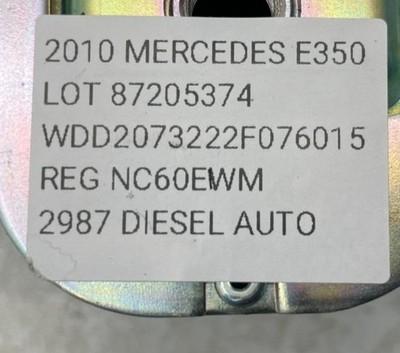 2010 MERCEDES E350
LOT 87205374
WDD2073222F076015
REG NC60EWM
2987 DIESEL AUTO